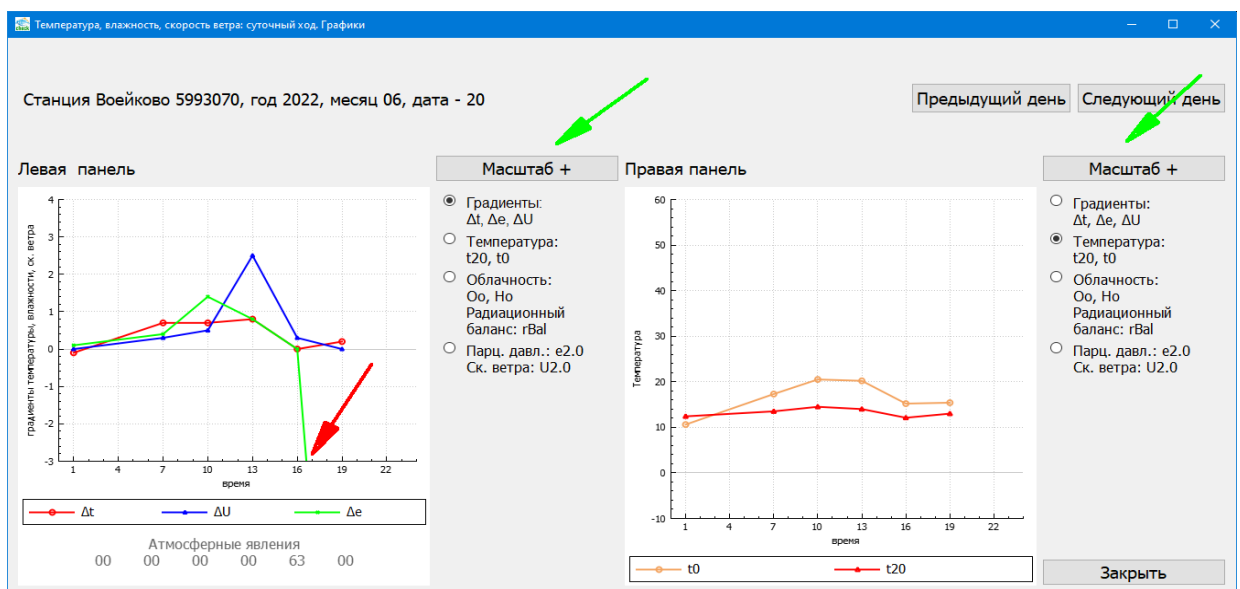 Температура, влажность, скорость ветра: суточный ход. Графики
Станция Воейково 5993070, год 2022, месяц 06, дата - 20
Предыдущий день
Следующий день
Левая панель
Масштаб +
градиенты температуры, влажности, ск. ветра
4
3
2
1
0
-1
-2
-3
1 4 7 10 13 16 19 22
время
Δt ΔU Δe
Атмосферные явления
00 00 00 00 63 00
Градиенты:
Δt, Δe, ΔU
Температура:
t20, t0
Облачность:
Oo, Ho
Радиационный
баланс: rBal
Парц. давл.: e2.0
Ск. ветра: U2.0
Правая панель
Масштаб +
Температура
60
50
40
30
20
10
0
-10
1 4 7 10 13 16 19 22
время
t0 t20
Градиенты:
Δt, Δe, ΔU
Температура:
t20, t0
Облачность:
Oo, Ho
Радиационный
баланс: rBal
Парц. давл.: e2.0
Ск. ветра: U2.0
Закрыть